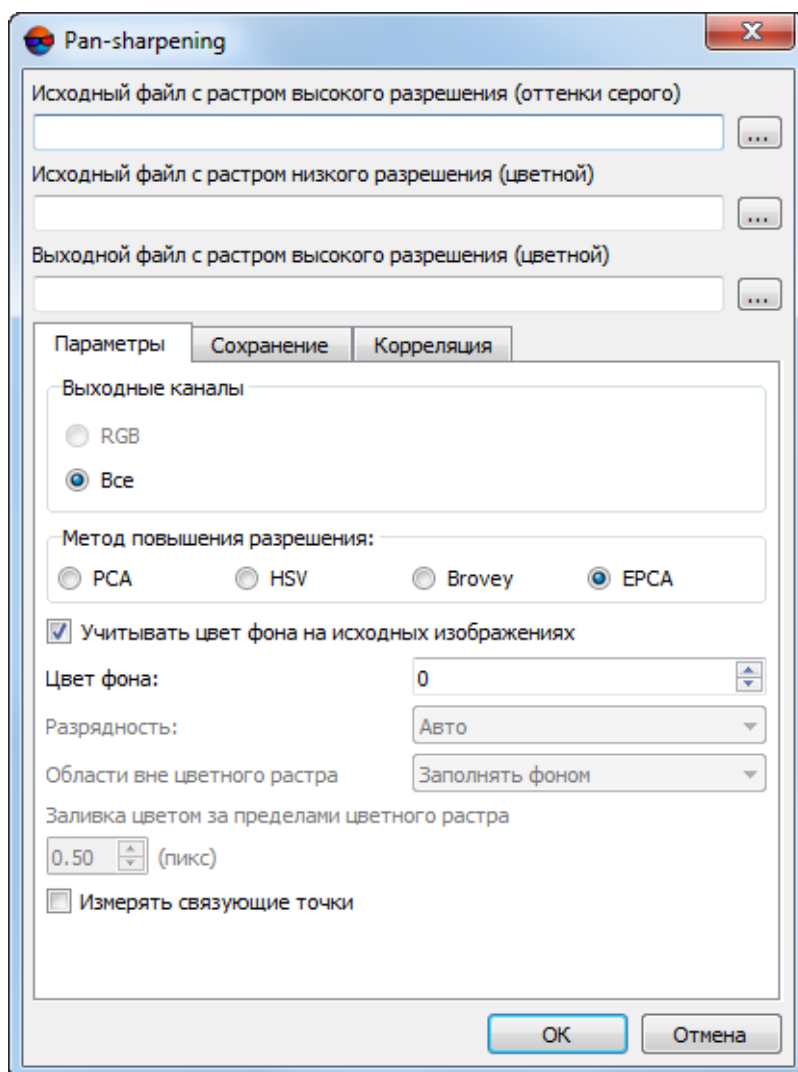 Pan-sharpening
Исходный файл с растром высокого разрешения (оттенки серого)
...
Исходный файл с растром низкого разрешения (цветной)
...
Выходной файл с растром высокого разрешения (цветной)
...
Параметры Сохранение Корреляция
Выходные каналы
RGB
Все
Метод повышения разрешения:
PCA HSV Brovey EPCA
Учитывать цвет фона на исходных изображениях
Цвет фона: 0
Разрядность: Авто
Области вне цветного растра Заполнять фоном
Заливка цветом за пределами цветного растра
0.50 (пикс)
Измерять связующие точки
ОК Отмена